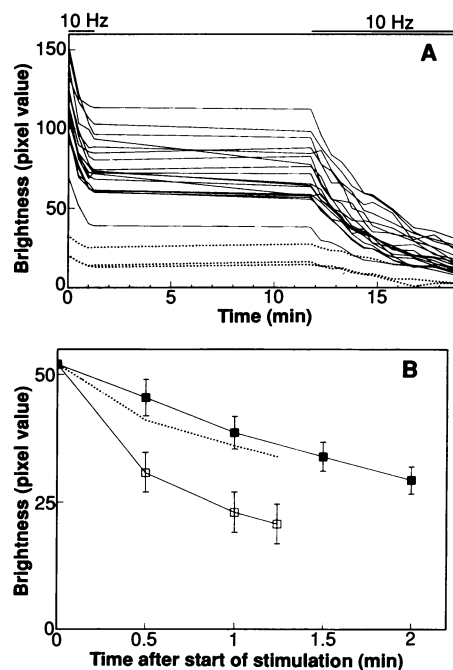 10 Hz 10 Hz
A
150
100
50
0
Brightness (pixel value)
0 5 10 15
Time (min)
B
50
25
0
Brightness (pixel value)
0 0.5 1 1.5 2
Time after start of stimulation (min)